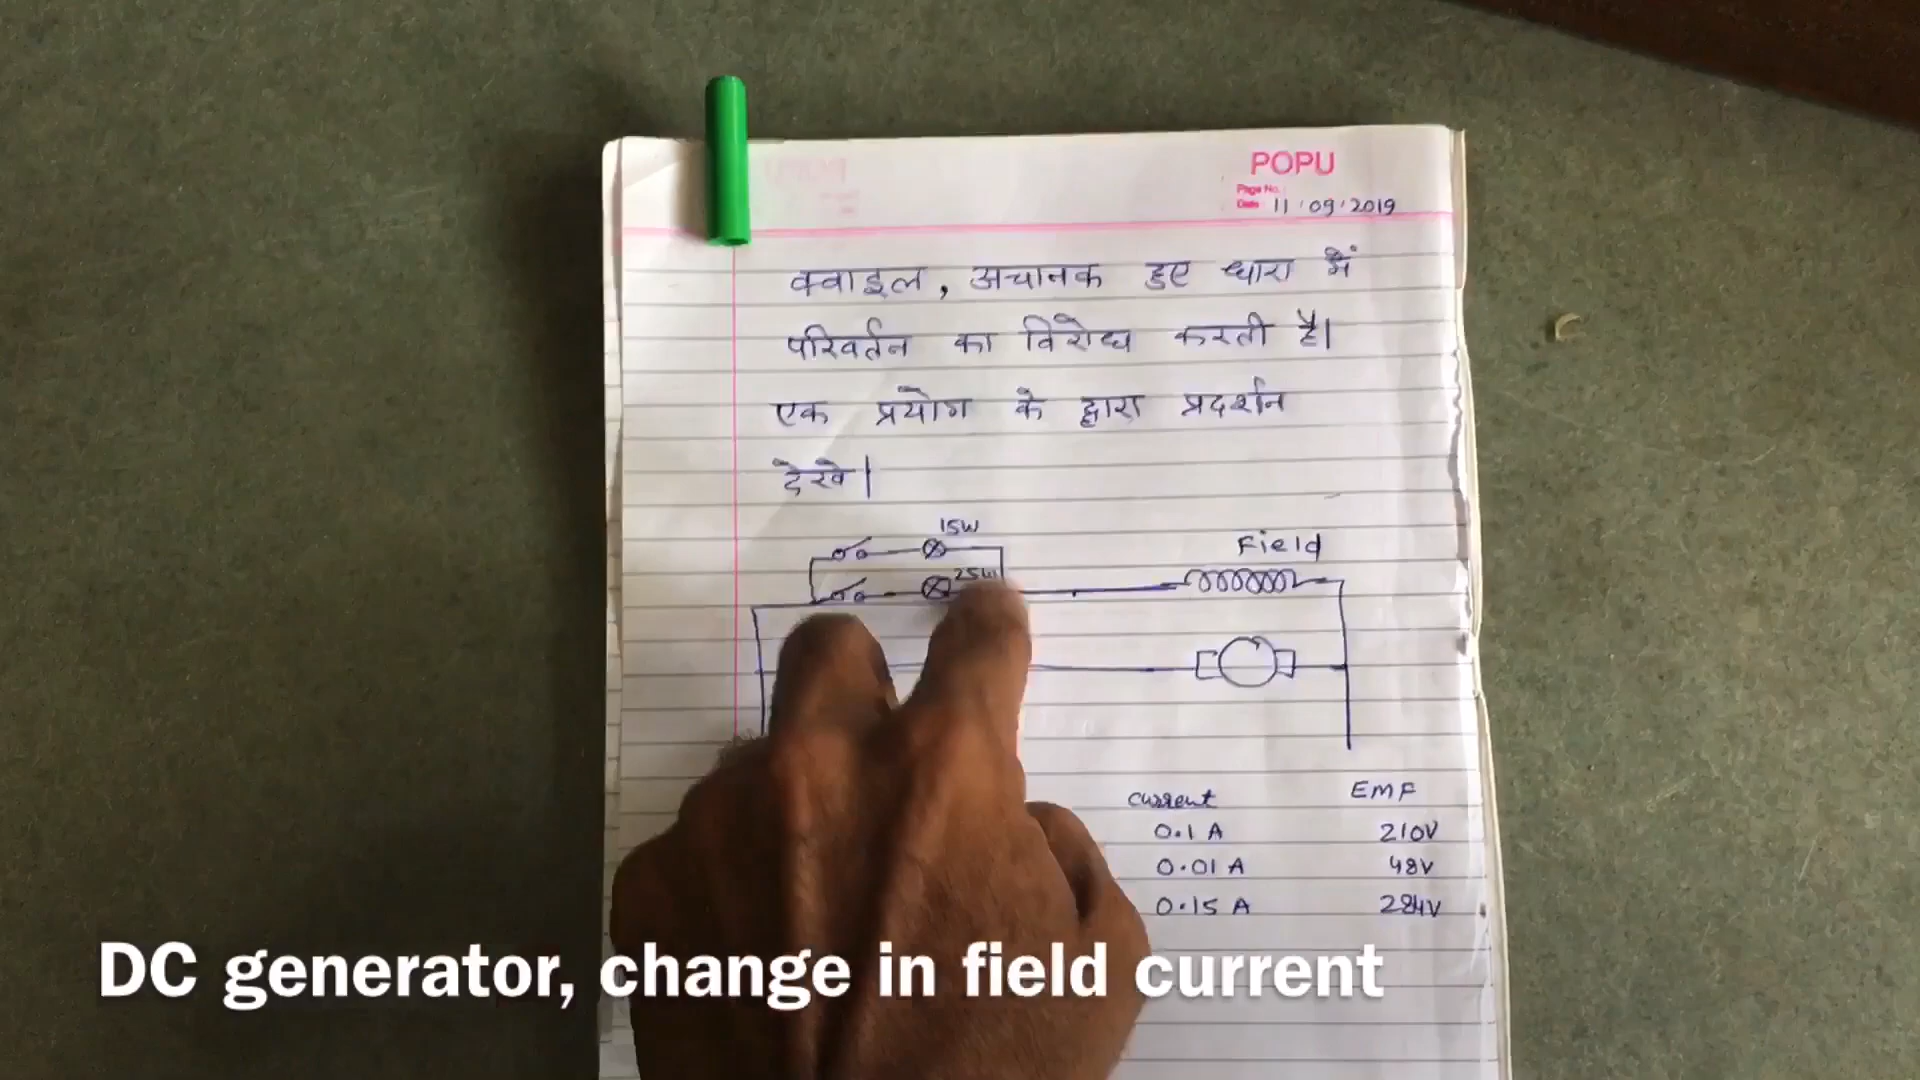 POPU
Page No.:
Date 11.09.2019
क्वाइल, अचानक हुए धारा में
परिवर्तन का विरोध करती है।
एक प्रयोग के द्वारा प्रदर्शन
देखे।
15W
25W
Field
Current EMF
0.1 A 210V
0.01 A 48V
0.15 A 284V
DC generator, change in field current